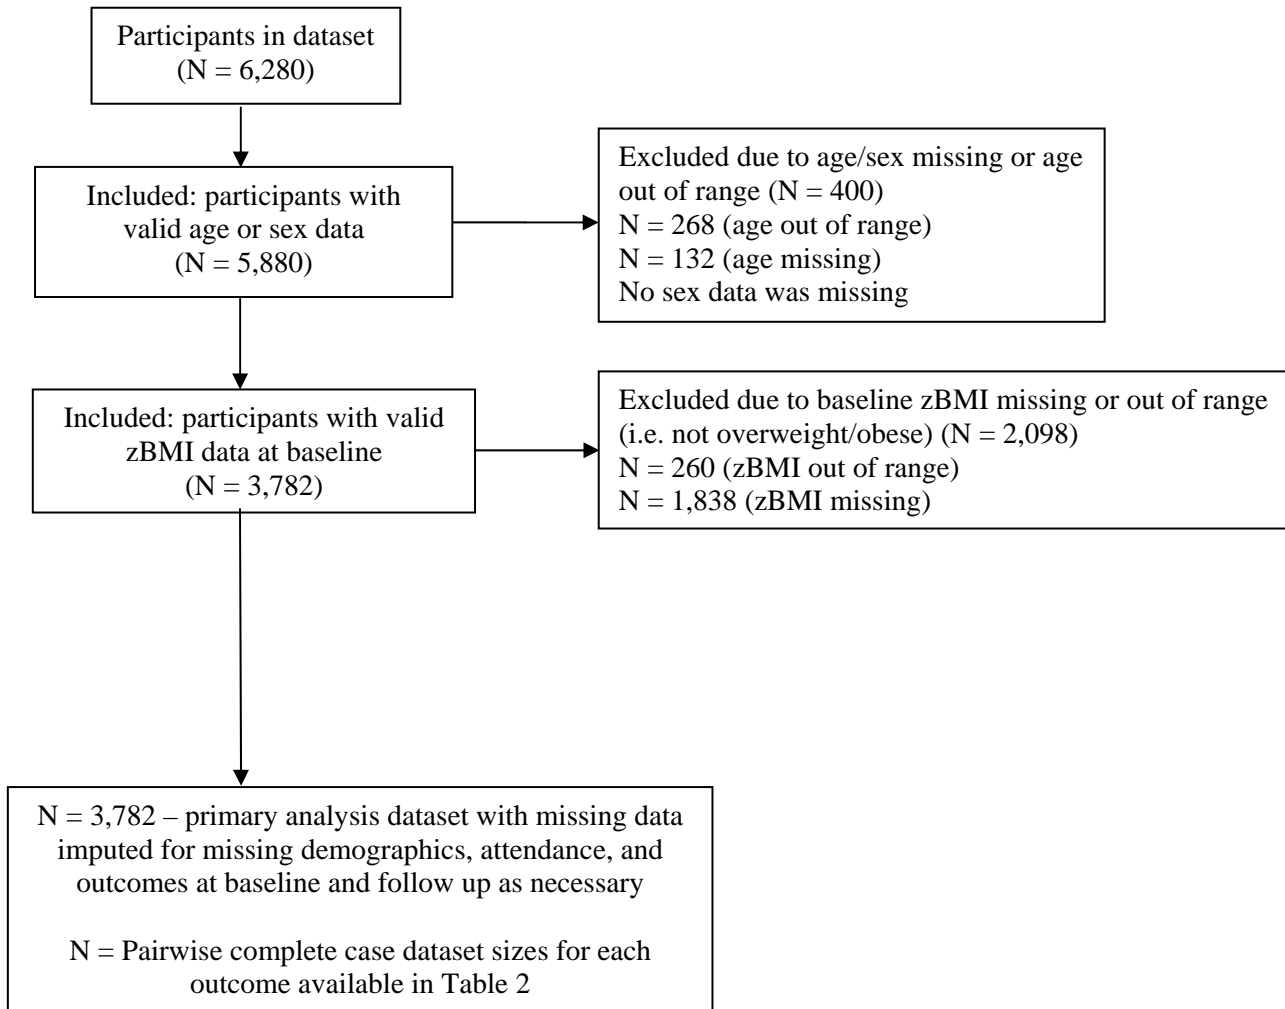 Participants in dataset
(N = 6,280)
Included: participants with
valid age or sex data
(N = 5,880)
Excluded due to age/sex missing or age
out of range (N = 400)
N = 268 (age out of range)
N = 132 (age missing)
No sex data was missing
Included: participants with valid
zBMI data at baseline
(N = 3,782)
Excluded due to baseline zBMI missing or out of range
(i.e. not overweight/obese) (N = 2,098)
N = 260 (zBMI out of range)
N = 1,838 (zBMI missing)
N = 3,782 – primary analysis dataset with missing data
imputed for missing demographics, attendance, and
outcomes at baseline and follow up as necessary
N = Pairwise complete case dataset sizes for each
outcome available in Table 2